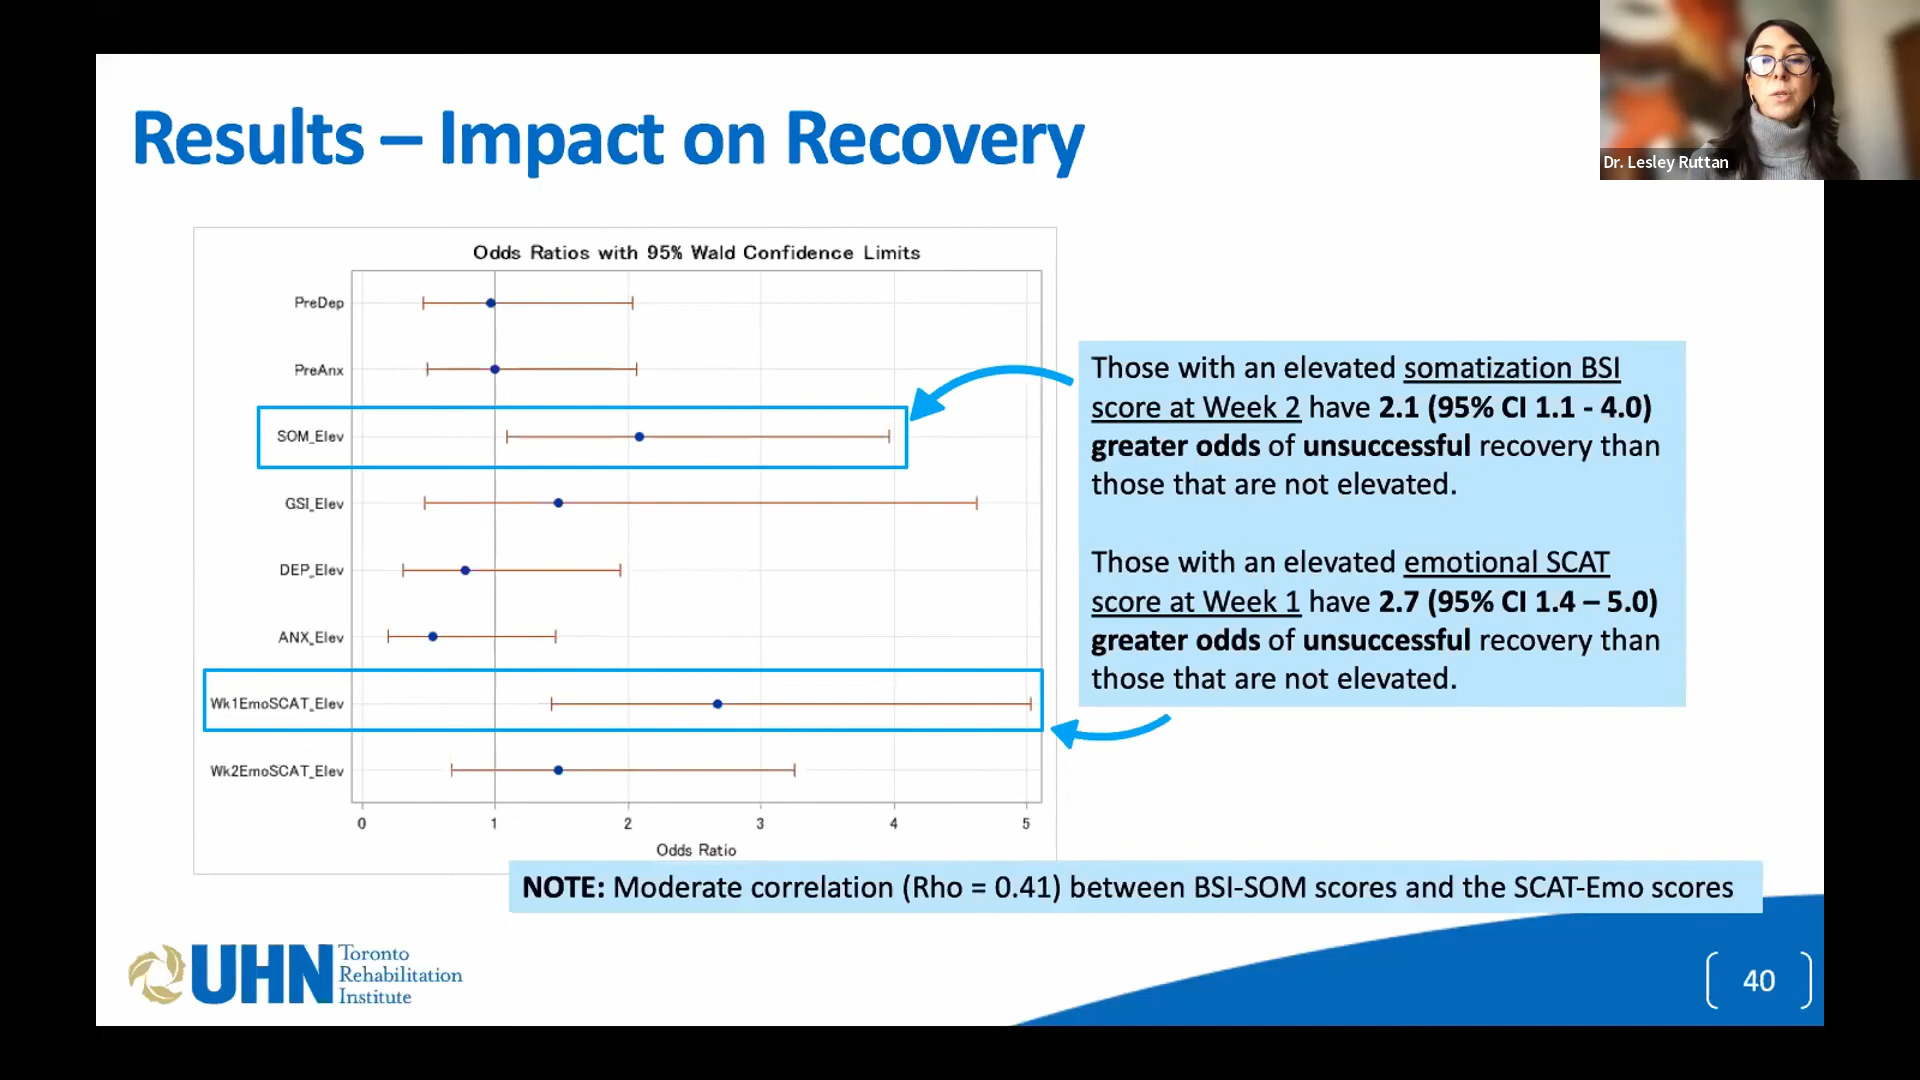 Results – Impact on Recovery
Dr. Lesley Ruttan
Odds Ratios with 95% Wald Confidence Limits
PreDep
PreAnx
SOM_Elev
GSI_Elev
DEP_Elev
ANX_Elev
Wk1EmoSCAT_Elev
Wk2EmoSCAT_Elev
0 1 2 3 4 5
Odds Ratio
Those with an elevated somatization BSI
score at Week 2 have 2.1 (95% CI 1.1 - 4.0)
greater odds of unsuccessful recovery than
those that are not elevated.
Those with an elevated emotional SCAT
score at Week 1 have 2.7 (95% CI 1.4 – 5.0)
greater odds of unsuccessful recovery than
those that are not elevated.
NOTE: Moderate correlation (Rho = 0.41) between BSI-SOM scores and the SCAT-Emo scores
UHN
Toronto
Rehabilitation
Institute
40